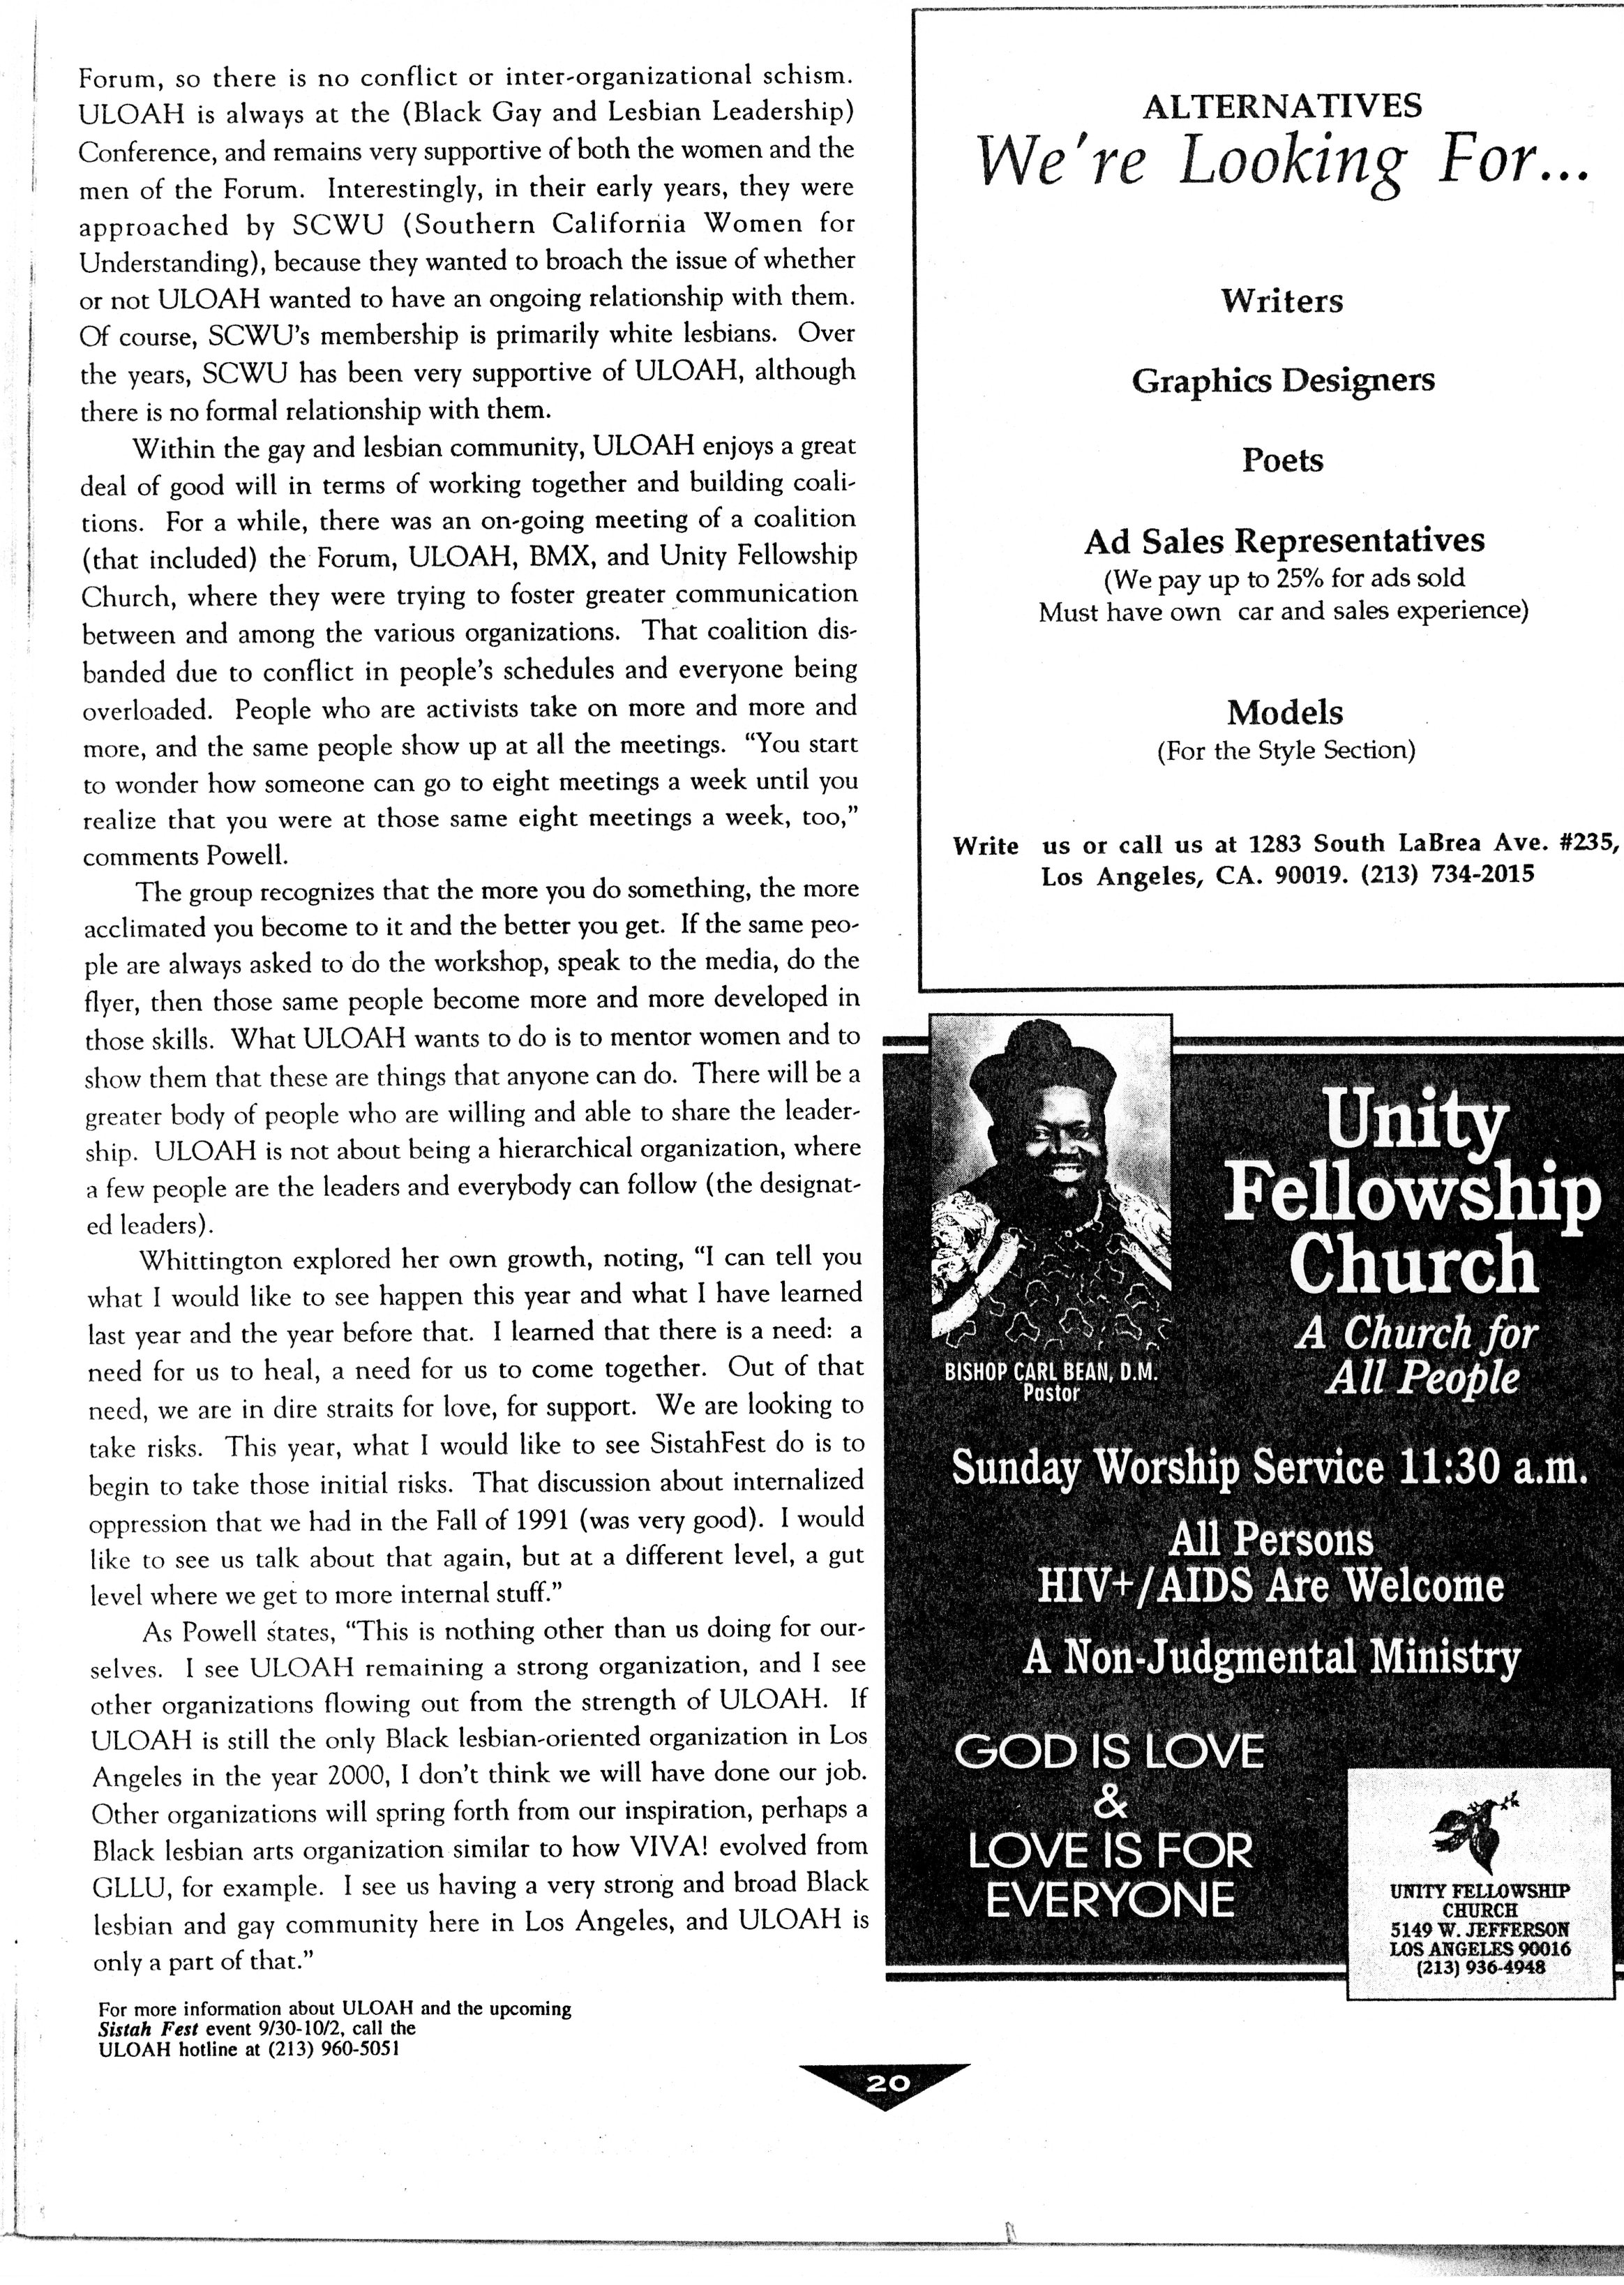 Forum, so there is no conflict or inter-organizational schism.
ULOAH is always at the (Black Gay and Lesbian Leadership)
Conference, and remains very supportive of both the women and the
men of the Forum. Interestingly, in their early years, they were
approached by SCWU (Southern California Women for
Understanding), because they wanted to broach the issue of whether
or not ULOAH wanted to have an ongoing relationship with them.
Of course, SCWU's membership is primarily white lesbians. Over
the years, SCWU has been very supportive of ULOAH, although
there is no formal relationship with them.
Within the gay and lesbian community, ULOAH enjoys a great
deal of good will in terms of working together and building coali-
tions. For a while, there was an on-going meeting of a coalition
(that included) the Forum, ULOAH, BMX, and Unity Fellowship
Church, where they were trying to foster greater communication
between and among the various organizations. That coalition dis-
banded due to conflict in people's schedules and everyone being
overloaded. People who are activists take on more and more and
more, and the same people show up at all the meetings. “You start
to wonder how someone can go to eight meetings a week until you
realize that you were at those same eight meetings a week, too,”
comments Powell.
The group recognizes that the more you do something, the more
acclimated you become to it and the better you get. If the same peo-
ple are always asked to do the workshop, speak to the media, do the
flyer, then those same people become more and more developed in
those skills. What ULOAH wants to do is to mentor women and to
show them that these are things that anyone can do. There will be a
greater body of people who are willing and able to share the leader-
ship. ULOAH is not about being a hierarchical organization, where
a few people are the leaders and everybody can follow (the designat-
ed leaders).
Whittington explored her own growth, noting, “I can tell you
what I would like to see happen this year and what I have learned
last year and the year before that. I learned that there is a need: a
need for us to heal, a need for us to come together. Out of that
need, we are in dire straits for love, for support. We are looking to
take risks. This year, what I would like to see SistahFest do is to
begin to take those initial risks. That discussion about internalized
oppression that we had in the Fall of 1991 (was very good). I would
like to see us talk about that again, but at a different level, a gut
level where we get to more internal stuff.”
As Powell states, “This is nothing other than us doing for our-
selves. I see ULOAH remaining a strong organization, and I see
other organizations flowing out from the strength of ULOAH. If
ULOAH is still the only Black lesbian-oriented organization in Los
Angeles in the year 2000, I don't think we will have done our job.
Other organizations will spring forth from our inspiration, perhaps a
Black lesbian arts organization similar to how VIVA! evolved from
GLLU, for example. I see us having a very strong and broad Black
lesbian and gay community here in Los Angeles, and ULOAH is
only a part of that.”
For more information about ULOAH and the upcoming
Sistah Fest event 9/30-10/2, call the
ULOAH hotline at (213) 960-5051
ALTERNATIVES
We're Looking For...
Writers
Graphics Designers
Poets
Ad Sales Representatives
(We pay up to 25% for ads sold
Must have own car and sales experience)
Models
(For the Style Section)
Write us or call us at 1283 South LaBrea Ave. #235,
Los Angeles, CA. 90019. (213) 734-2015
BISHOP CARL BEAN, D.M.
Pastor
Unity
Fellowship
Church
A Church for
All People
Sunday Worship Service 11:30 a.m.
All Persons
HIV+/AIDS Are Welcome
A Non-Judgmental Ministry
GOD IS LOVE
&
LOVE IS FOR
EVERYONE
UNITY FELLOWSHIP
CHURCH
5149 W. JEFFERSON
LOS ANGELES 90016
(213) 936-4948
20